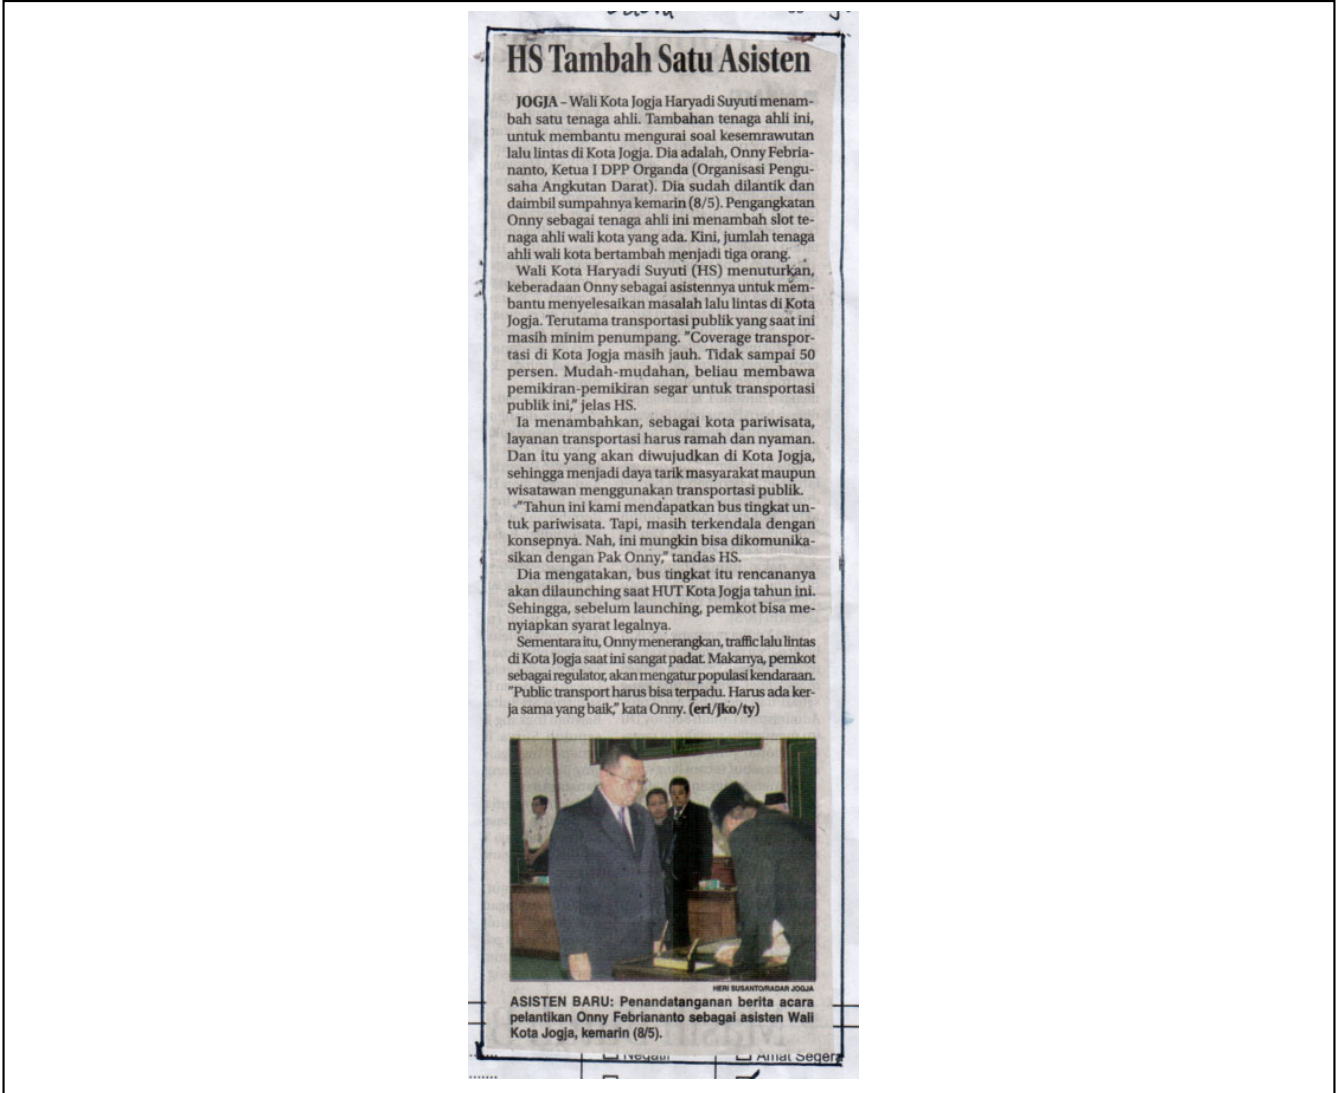 HS Tambah Satu Asisten
JOGJA – Wali Kota Jogja Haryadi Suyuti menam-
bah satu tenaga ahli. Tambahan tenaga ahli ini,
untuk membantu mengurai soal kesemrawutan
lalu lintas di Kota Jogja. Dia adalah, Onny Febria-
nanto, Ketua I DPP Organda (Organisasi Pengu-
saha Angkutan Darat). Dia sudah dilantik dan
daimbil sumpahnya kemarin (8/5). Pengangkatan
Onny sebagai tenaga ahli ini menambah slot te-
naga ahli wali kota yang ada. Kini, jumlah tenaga
ahli wali kota bertambah menjadi tiga orang.
Wali Kota Haryadi Suyuti (HS) menuturkan,
keberadaan Onny sebagai asistennya untuk mem-
bantu menyelesaikan masalah lalu lintas di Kota
Jogja. Terutama transportasi publik yang saat ini
masih minim penumpang. "Coverage transpor-
tasi di Kota Jogja masih jauh. Tidak sampai 50
persen. Mudah-mudahan, beliau membawa
pemikiran-pemikiran segar untuk transportasi
publik ini," jelas HS.
Ia menambahkan, sebagai kota pariwisata,
layanan transportasi harus ramah dan nyaman.
Dan itu yang akan diwujudkan di Kota Jogja,
sehingga menjadi daya tarik masyarakat maupun
wisatawan menggunakan transportasi publik.
"Tahun ini kami mendapatkan bus tingkat un-
tuk pariwisata. Tapi, masih terkendala dengan
konsepnya. Nah, ini mungkin bisa dikomunika-
sikan dengan Pak Onny," tandas HS.
Dia mengatakan, bus tingkat itu rencananya
akan dilaunching saat HUT Kota Jogja tahun ini.
Sehingga, sebelum launching, pemkot bisa me-
nyiapkan syarat legalnya.
Sementara itu, Onny menerangkan, traffic lalu lintas
di Kota Jogja saat ini sangat padat. Makanya, pemkot
sebagai regulator, akan mengatur populasi kendaraan.
"Public transport harus bisa terpadu. Harus ada ker-
ja sama yang baik," kata Onny. (eri/jko/ty)
HERI SUSANTO/RADAR JOGJA
ASISTEN BARU: Penandatanganan berita acara
pelantikan Onny Febriananto sebagai asisten Wali
Kota Jogja, kemarin (8/5).
Negatif Amat Segera